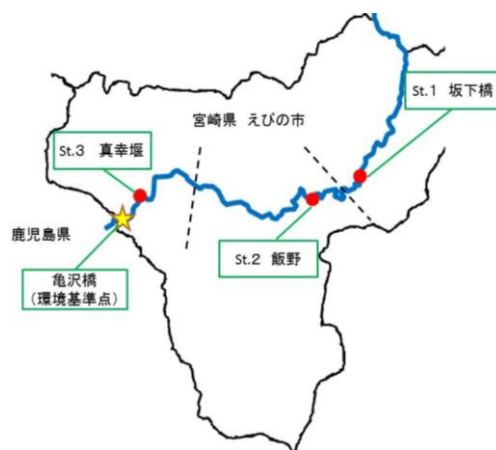 St.1 坂下橋
宮崎県 えびの市
St.3 真幸堰
鹿児島県
St.2 飯野
亀沢橋
(環境基準点)